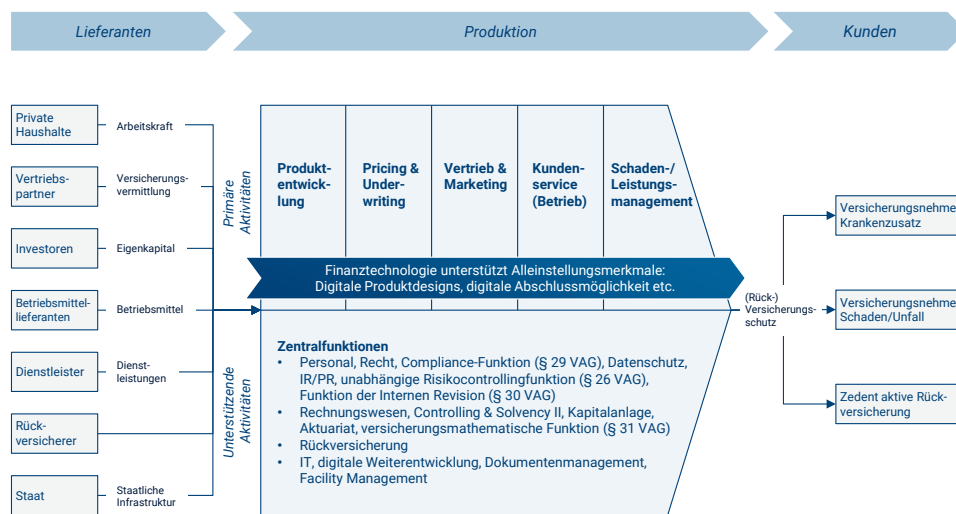 Lieferanten
Produktion
Kunden
Private
Haushalte
Arbeitskraft
Vertriebs-
partner
Versicherungs-
vermittlung
Investoren
Eigenkapital
Betriebsmittel-
lieferanten
Betriebsmittel
Dienstleister
Dienst-
leistungen
Rück-
versicherer
Staat
Staatliche
Infrastruktur
Primäre
Aktivitäten
Unterstützende
Aktivitäten
Produkt-
entwick-
lung
Pricing &
Under-
writing
Vertrieb &
Marketing
Kunden-
service
(Betrieb)
Schaden-/
Leistungs-
management
Finanztechnologie unterstützt Alleinstellungsmerkmale:
Digitale Produktdesigns, digitale Abschlussmöglichkeit etc.
Zentralfunktionen
• Personal, Recht, Compliance-Funktion (§ 29 VAG), Datenschutz,
IR/PR, unabhängige Risikocontrollingfunktion (§ 26 VAG),
Funktion der Internen Revision (§ 30 VAG)
• Rechnungswesen, Controlling & Solvency II, Kapitalanlage,
Aktuariat, versicherungsmathematische Funktion (§ 31 VAG)
• Rückversicherung
• IT, digitale Weiterentwicklung, Dokumentenmanagement,
Facility Management
(Rück-)
Versicherungs-
schutz
Versicherungsnehme
Krankenzusatz
Versicherungsnehme
Schaden/Unfall
Zedent aktive Rück-
versicherung